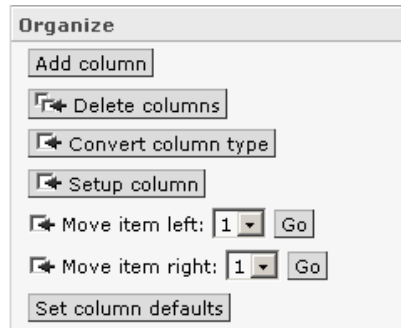 Organize
Add column
Delete columns
Convert column type
Setup column
Move item left: 1 Go
Move item right: 1 Go
Set column defaults